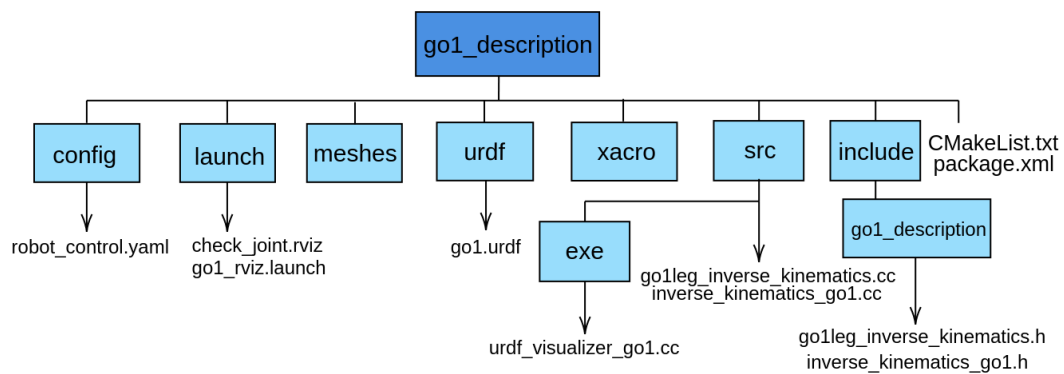 go1_description
config
launch
meshes
urdf
xacro
src
include
CMakeList.txt
package.xml
robot_control.yaml
check_joint.rviz
go1_rviz.launch
go1.urdf
exe
go1leg_inverse_kinematics.cc
inverse_kinematics_go1.cc
go1_description
urdf_visualizer_go1.cc
go1leg_inverse_kinematics.h
inverse_kinematics_go1.h